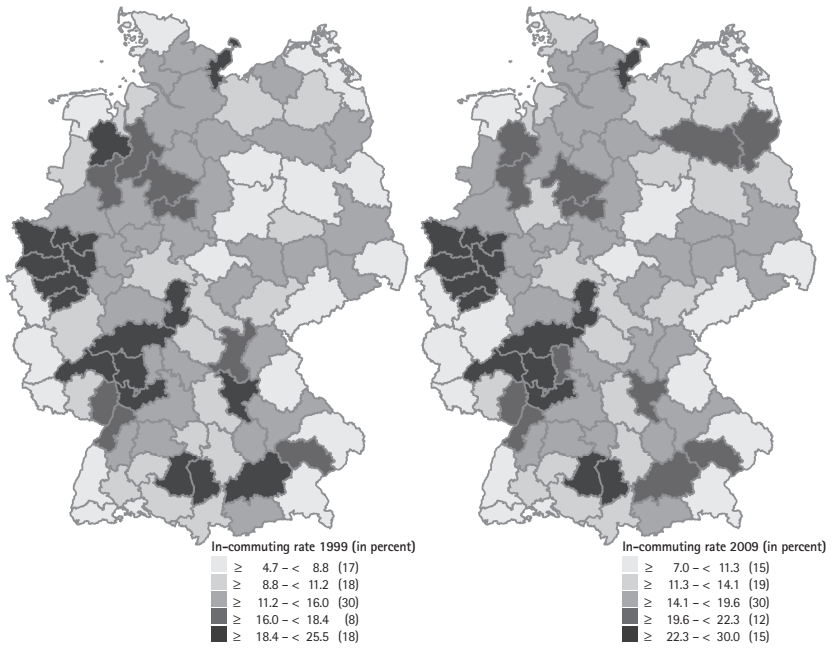 In-commuting rate 1999 (in percent)
≥ 4.7 – < 8.8 (17)
≥ 8.8 – < 11.2 (18)
≥ 11.2 – < 16.0 (30)
≥ 16.0 – < 18.4 (8)
≥ 18.4 – < 25.5 (18)
In-commuting rate 2009 (in percent)
≥ 7.0 – < 11.3 (15)
≥ 11.3 – < 14.1 (19)
≥ 14.1 – < 19.6 (30)
≥ 19.6 – < 22.3 (12)
≥ 22.3 – < 30.0 (15)